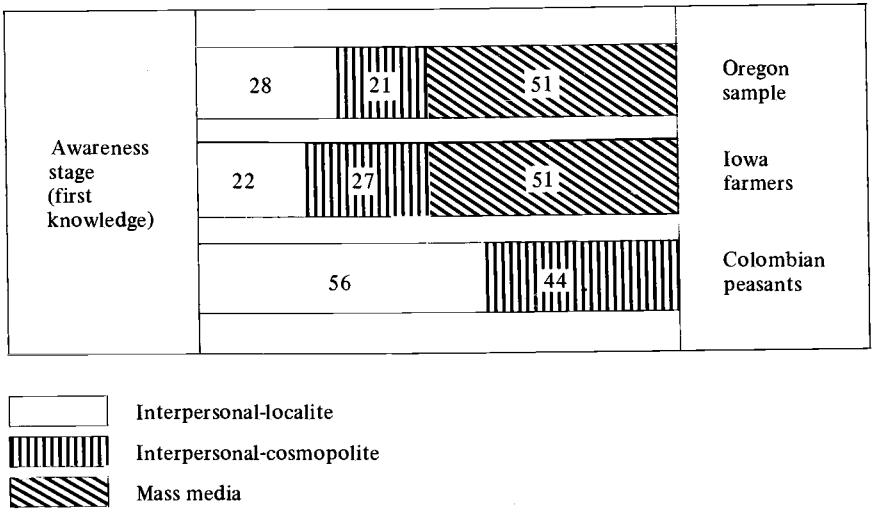 28
21
51
Oregon
sample
Awareness
stage
(first
knowledge)
22
27
51
Iowa
farmers
56
44
Colombian
peasants
Interpersonal-localite
Interpersonal-cosmopolite
Mass media